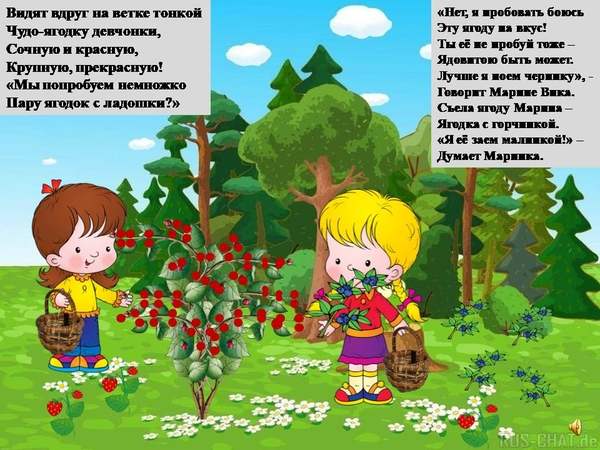 Видят вдруг на ветке тонкой
Чудо-ягодку девчонки,
Сочную и красную,
Крупную, прекрасную!
«Мы попробуем немножко
Пару ягодок с ладошки?»
«Нет, я пробовать боюсь
Эту ягоду на вкус!
Ты её не пробуй тоже –
Ядовитою быть может.
Лучше я поем чернику», -
Говорит Марине Вика.
Съела ягоду Марина –
Ягодка с горчинкой.
«Я её заем малинкой!» –
Думает Маринка.
RUS-CHAT.de